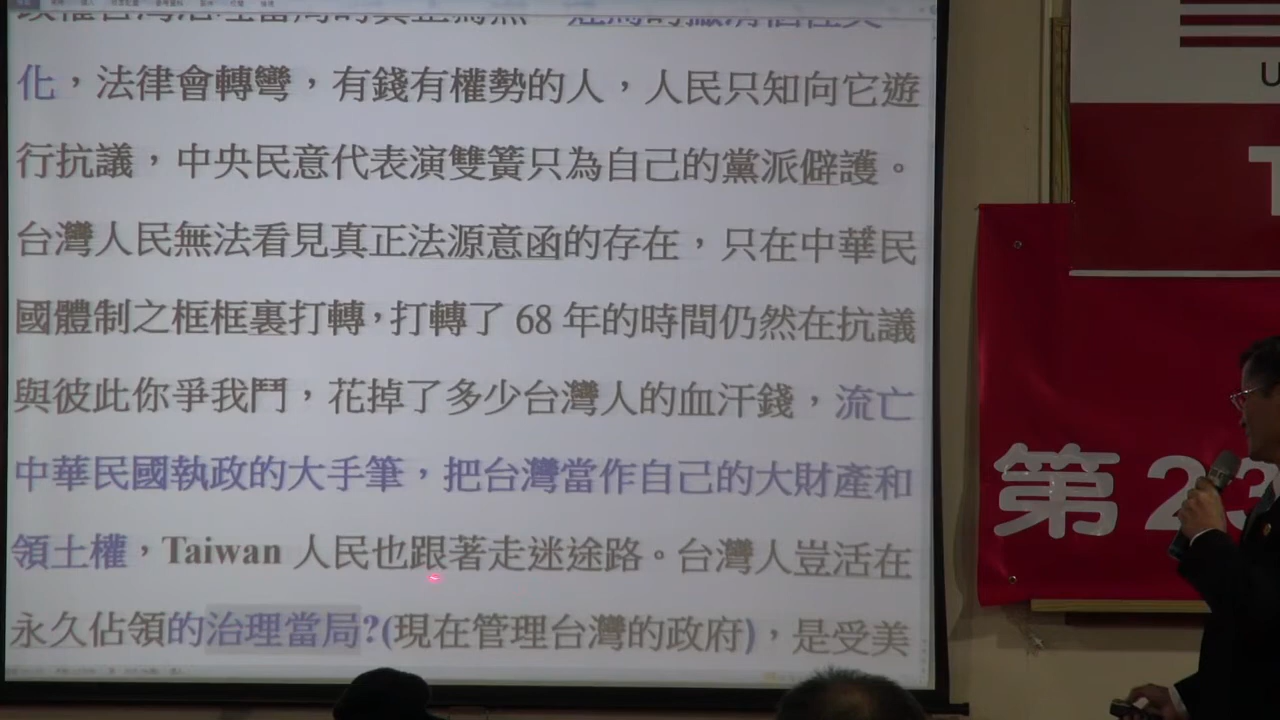 化，法律會轉彎，有錢有權勢的人，人民只知向它遊
行抗議，中央民意代表演雙簧只為自己的黨派僻護。
台灣人民無法看見真正法源意函的存在，只在中華民
國體制之框框裏打轉，打轉了 68 年的時間仍然在抗議
與彼此你爭我鬥，花掉了多少台灣人的血汗錢，流亡
中華民國執政的大手筆，把台灣當作自己的大財產和
領土權，Taiwan 人民也跟著走迷途路。台灣人豈活在
永久佔領的治理當局?(現在管理台灣的政府)，是受美
U
T
第 23